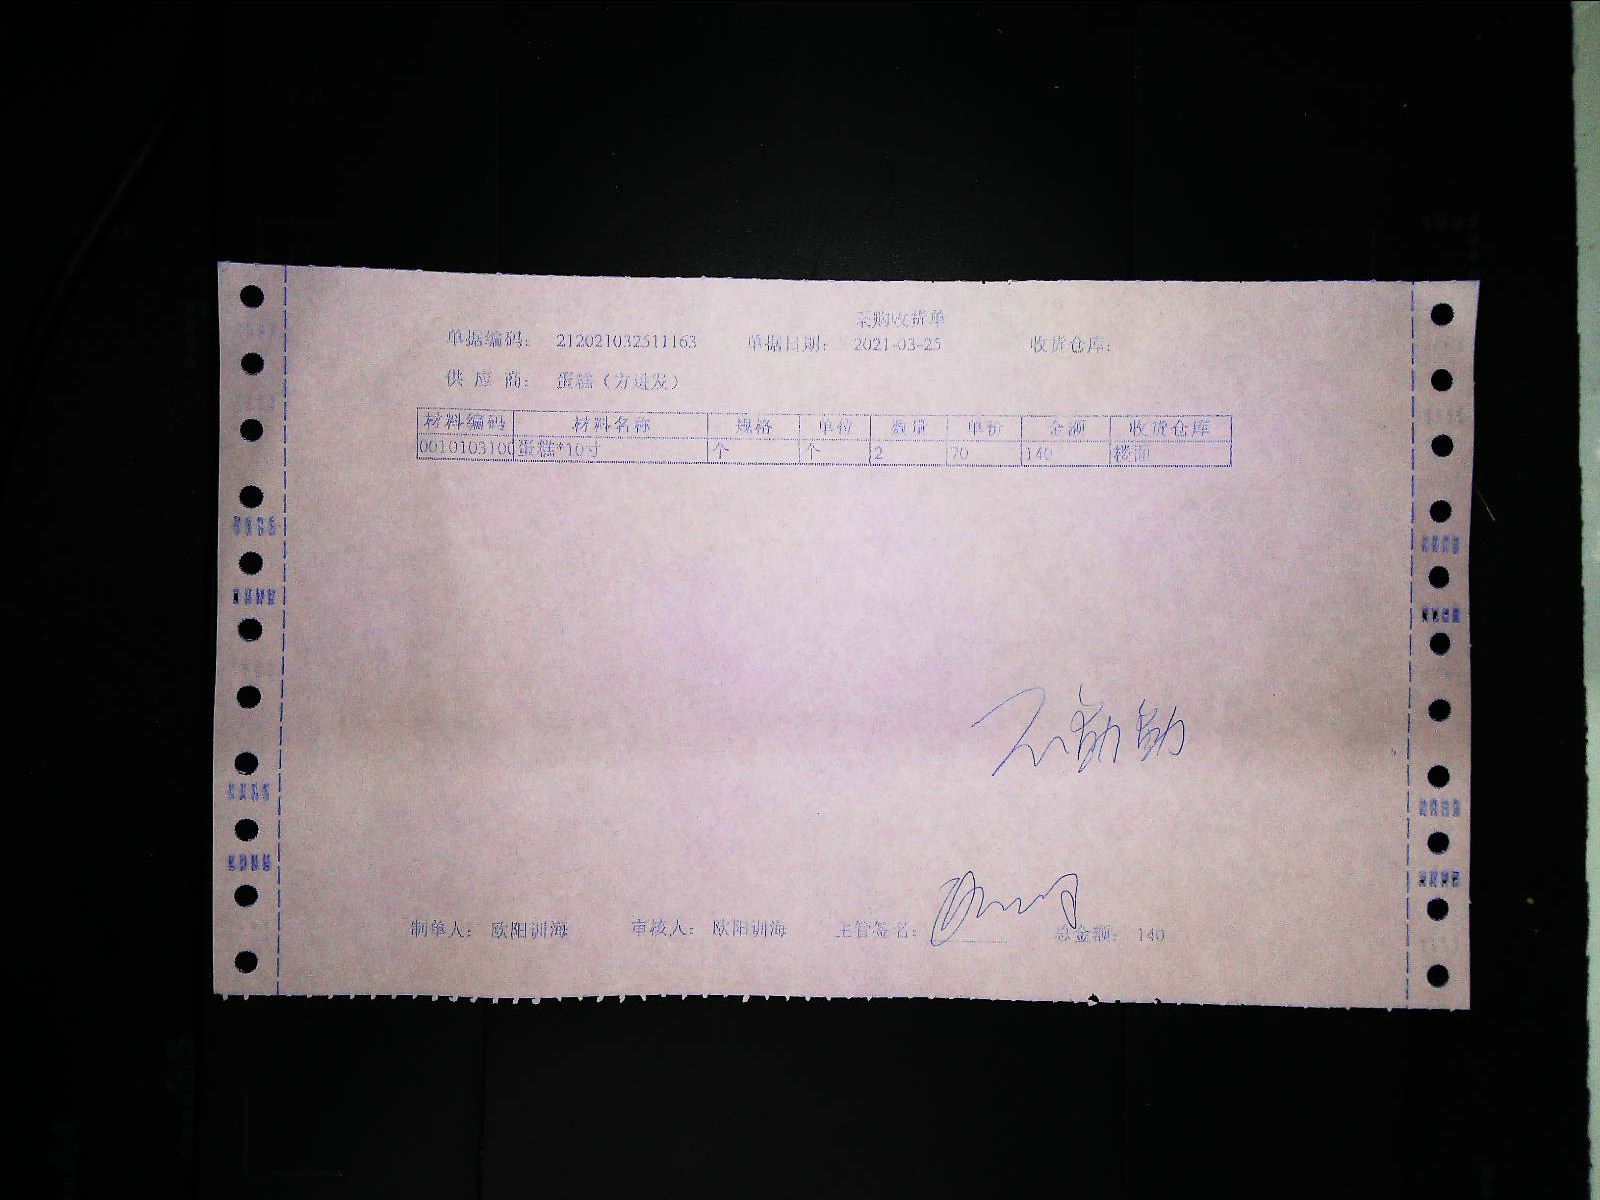 采购收货单
单据编码: 212021032511163 单据日期: 2021-03-25 收货仓库:
供应商: 蛋糕(方进发)
材料编码 材料名称 规格 单位 数量 单价 金额 收货仓库
0010103100 蛋糕*10寸 个 个 2 70 140 楼面
制单人: 欧阳训海 审核人: 欧阳训海 主管签名: 总金额: 140